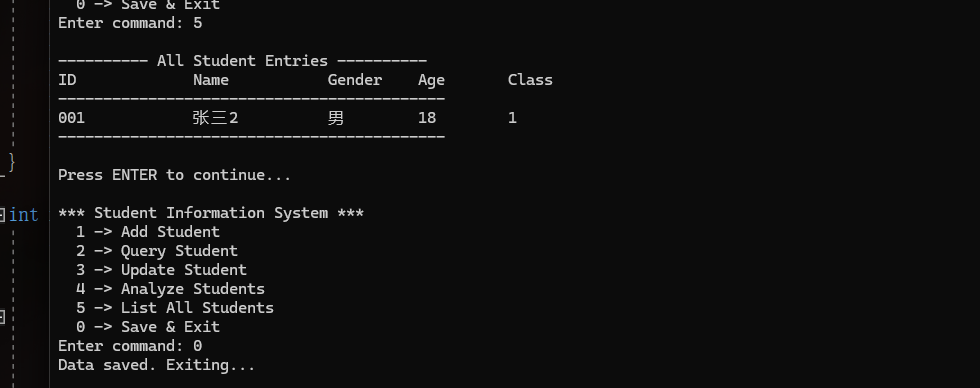 0 -> Save & Exit
Enter command: 5
---------- All Student Entries ----------
ID Name Gender Age Class
-------------------------------------------
001 张三2 男 18 1
-------------------------------------------
Press ENTER to continue...
}
*** Student Information System ***
int
1 -> Add Student
2 -> Query Student
3 -> Update Student
4 -> Analyze Students
5 -> List All Students
0 -> Save & Exit
Enter command: 0
Data saved. Exiting...